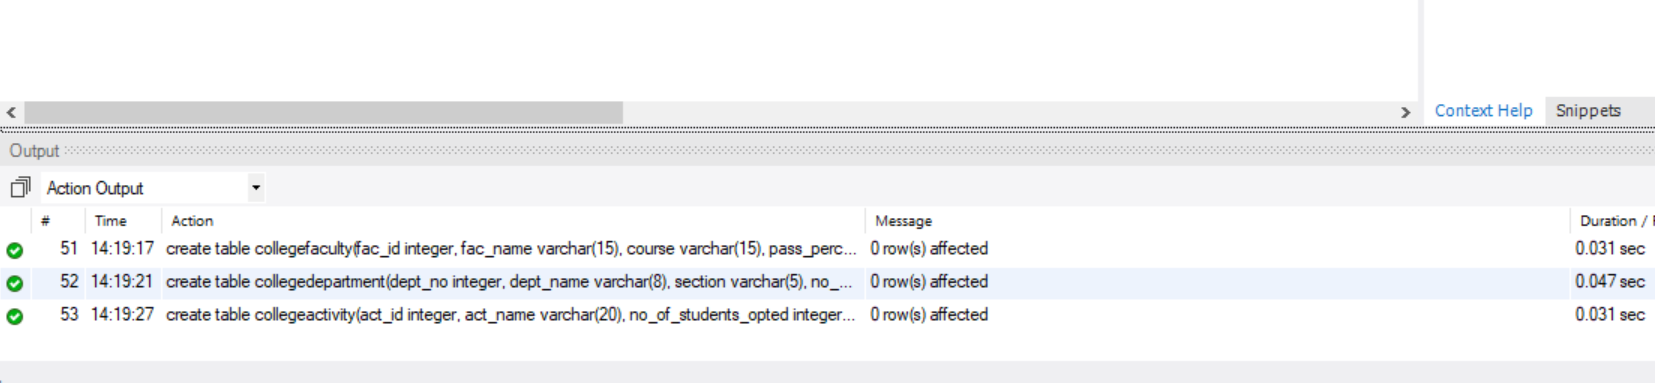 Context Help Snippets
Output
Action Output
# Time Action Message Duration /
51 14:19:17 create table collegefaculty(fac_id integer, fac_name varchar(15), course varchar(15), pass_perc... 0 row(s) affected 0.031 sec
52 14:19:21 create table collegedepartment(dept_no integer, dept_name varchar(8), section varchar(5), no_... 0 row(s) affected 0.047 sec
53 14:19:27 create table collegeactivity(act_id integer, act_name varchar(20), no_of_students_opted integer... 0 row(s) affected 0.031 sec